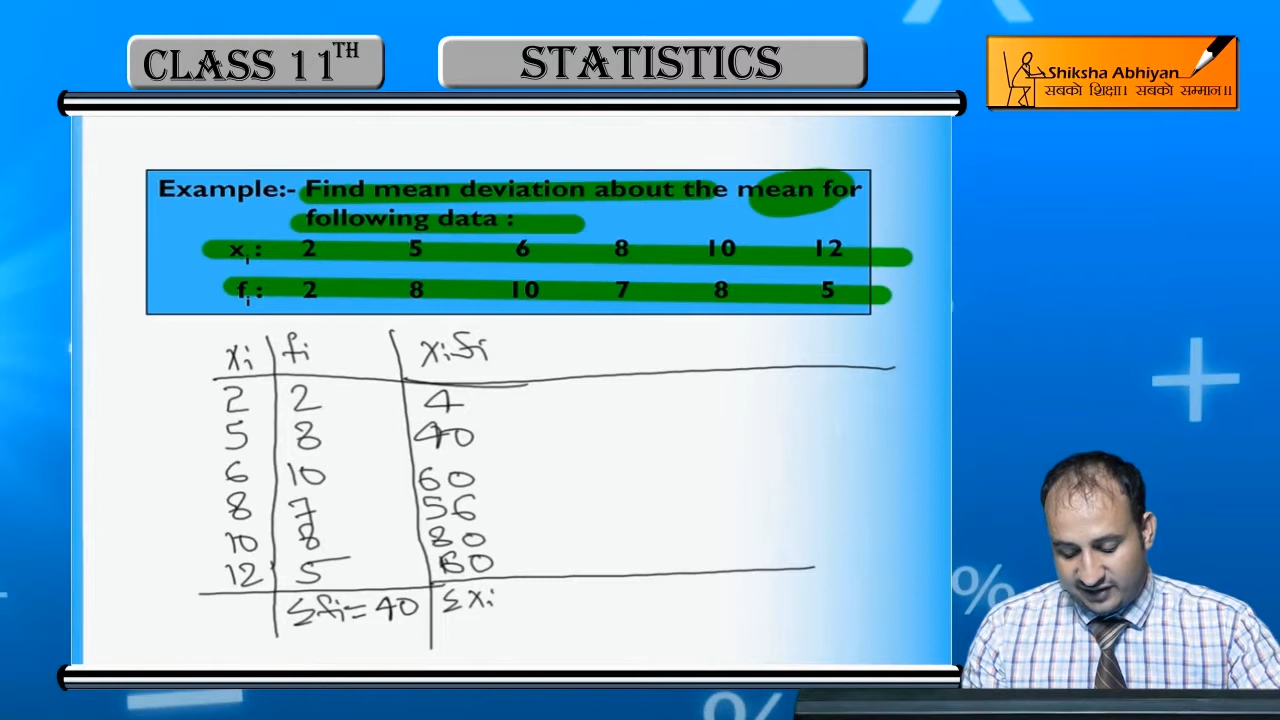 CLASS 11TH
STATISTICS
Shiksha Abhiyan
सबको शिक्षा। सबको सम्मान।।
Example:- Find mean deviation about the mean for
following data :
xi : 2 5 6 8 10 12
fi : 2 8 10 7 8 5
xi fi xifi
2 2 4
5 8 40
6 10 60
8 7 56
10 8 80
12 5 60
Σfi = 40 Σxi